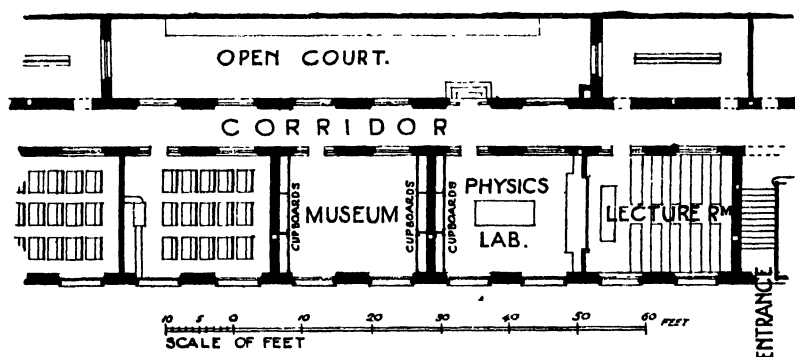 OPEN COURT.
CORRIDOR
CUPBOARDS
MUSEUM
CUPBOARDS
CUPBOARDS
PHYSICS
LAB.
LECTURE RM
ENTRANCE
10 5 0 10 20 30 40 50 60 FEET
SCALE OF FEET